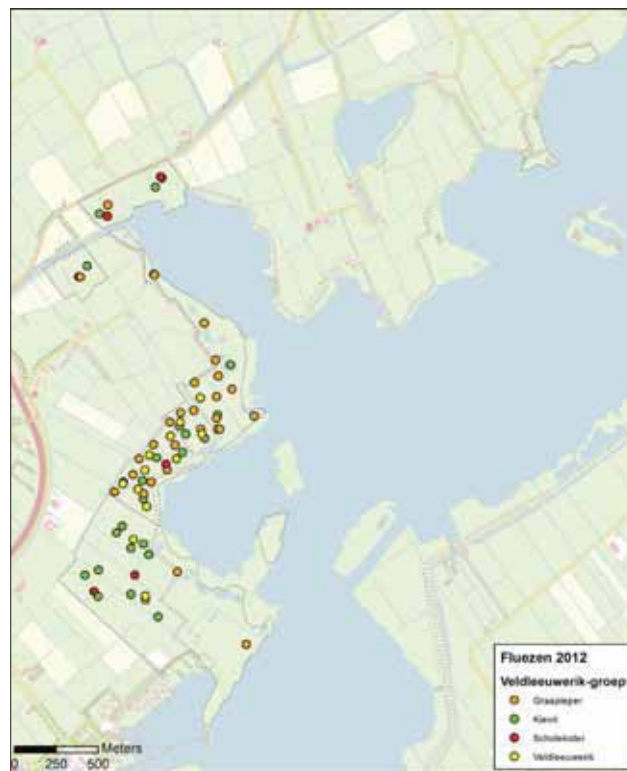 Fluezen 2012
Veldleeuwerik-groep
Graspieper
Kievit
Scholekster
Veldleeuwerik
Meters
0 250 500